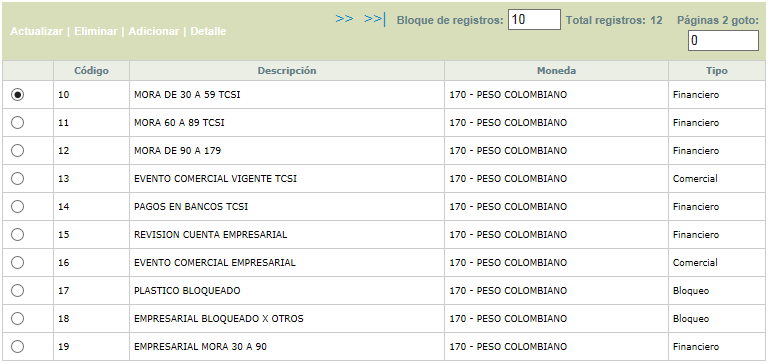 Actualizar | Eliminar | Adicionar | Detalle >> >>| Bloque de registros: 10 Total registros: 12 Páginas 2 goto:
0
Código Descripción Moneda Tipo
10 MORA DE 30 A 59 TCSI 170 - PESO COLOMBIANO Financiero
11 MORA 60 A 89 TCSI 170 - PESO COLOMBIANO Financiero
12 MORA DE 90 A 179 170 - PESO COLOMBIANO Financiero
13 EVENTO COMERCIAL VIGENTE TCSI 170 - PESO COLOMBIANO Comercial
14 PAGOS EN BANCOS TCSI 170 - PESO COLOMBIANO Financiero
15 REVISION CUENTA EMPRESARIAL 170 - PESO COLOMBIANO Financiero
16 EVENTO COMERCIAL EMPRESARIAL 170 - PESO COLOMBIANO Comercial
17 PLASTICO BLOQUEADO 170 - PESO COLOMBIANO Bloqueo
18 EMPRESARIAL BLOQUEADO X OTROS 170 - PESO COLOMBIANO Bloqueo
19 EMPRESARIAL MORA 30 A 90 170 - PESO COLOMBIANO Financiero